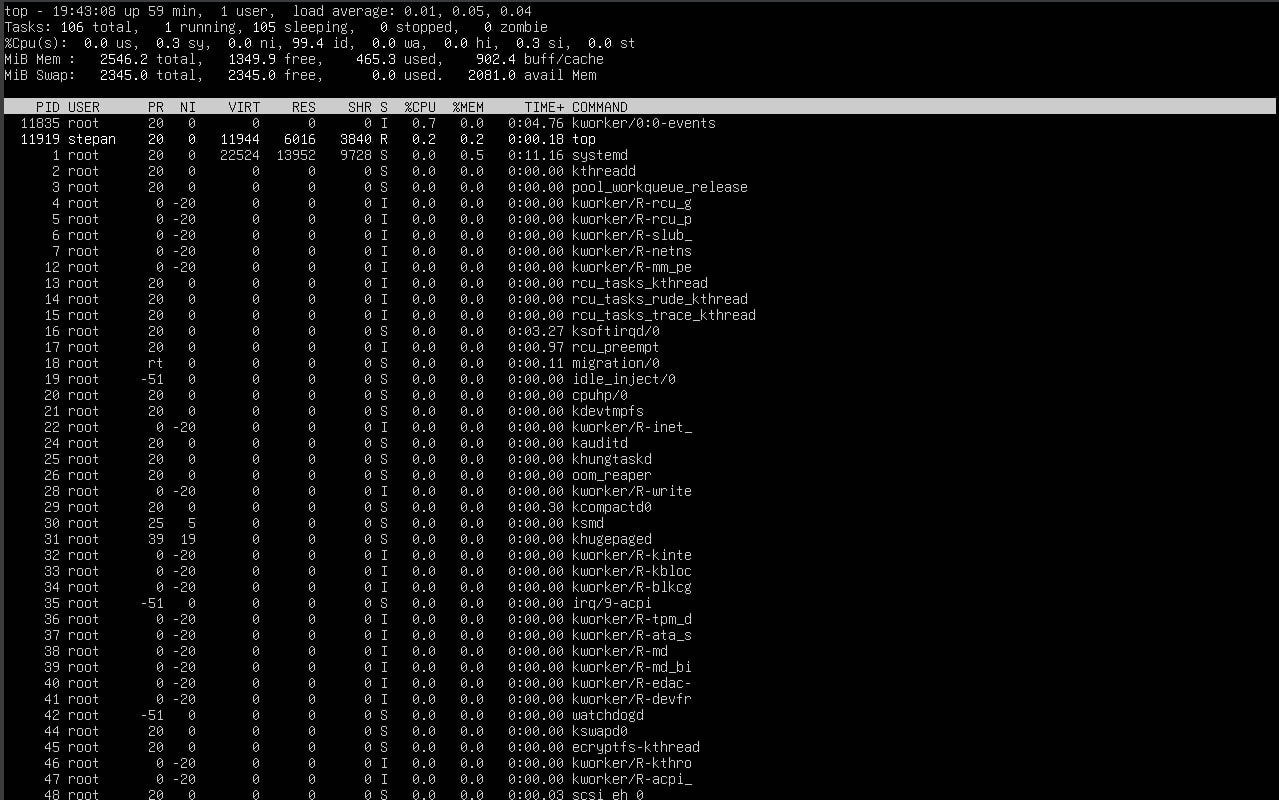 top - 19:43:08 up 59 min,  1 user,  load average: 0.01, 0.05, 0.04
Tasks: 106 total,   1 running, 105 sleeping,   0 stopped,   0 zombie
%Cpu(s):  0.0 us,  0.3 sy,  0.0 ni, 99.4 id,  0.0 wa,  0.0 hi,  0.3 si,  0.0 st
MiB Mem :   2546.2 total,   1349.9 free,    465.3 used,    902.4 buff/cache
MiB Swap:   2345.0 total,   2345.0 free,      0.0 used.   2081.0 avail Mem
PID USER      PR  NI    VIRT    RES    SHR S  %CPU  %MEM     TIME+ COMMAND
11835 root      20   0       0      0      0 I   0.7   0.0   0:04.76 kworker/0:0-events
11919 stepan    20   0   11944   6016   3840 R   0.2   0.2   0:00.18 top
1 root      20   0   22524  13952   9728 S   0.0   0.5   0:11.16 systemd
2 root      20   0       0      0      0 S   0.0   0.0   0:00.00 kthreadd
3 root      20   0       0      0      0 S   0.0   0.0   0:00.00 pool_workqueue_release
4 root       0 -20       0      0      0 I   0.0   0.0   0:00.00 kworker/R-rcu_g
5 root       0 -20       0      0      0 I   0.0   0.0   0:00.00 kworker/R-rcu_p
6 root       0 -20       0      0      0 I   0.0   0.0   0:00.00 kworker/R-slub_
7 root       0 -20       0      0      0 I   0.0   0.0   0:00.00 kworker/R-netns
12 root       0 -20       0      0      0 I   0.0   0.0   0:00.00 kworker/R-mm_pe
13 root      20   0       0      0      0 I   0.0   0.0   0:00.00 rcu_tasks_kthread
14 root      20   0       0      0      0 I   0.0   0.0   0:00.00 rcu_tasks_rude_kthread
15 root      20   0       0      0      0 I   0.0   0.0   0:00.00 rcu_tasks_trace_kthread
16 root      20   0       0      0      0 S   0.0   0.0   0:03.27 ksoftirqd/0
17 root      20   0       0      0      0 I   0.0   0.0   0:00.97 rcu_preempt
18 root      rt   0       0      0      0 S   0.0   0.0   0:00.11 migration/0
19 root     -51   0       0      0      0 S   0.0   0.0   0:00.00 idle_inject/0
20 root      20   0       0      0      0 S   0.0   0.0   0:00.00 cpuhp/0
21 root      20   0       0      0      0 S   0.0   0.0   0:00.00 kdevtmpfs
22 root       0 -20       0      0      0 I   0.0   0.0   0:00.00 kworker/R-inet_
24 root      20   0       0      0      0 S   0.0   0.0   0:00.00 kauditd
25 root      20   0       0      0      0 S   0.0   0.0   0:00.00 khungtaskd
26 root      20   0       0      0      0 S   0.0   0.0   0:00.00 oom_reaper
28 root       0 -20       0      0      0 I   0.0   0.0   0:00.00 kworker/R-write
29 root      20   0       0      0      0 S   0.0   0.0   0:00.30 kcompactd0
30 root      25   5       0      0      0 S   0.0   0.0   0:00.00 ksmd
31 root      39  19       0      0      0 S   0.0   0.0   0:00.00 khugepaged
32 root       0 -20       0      0      0 I   0.0   0.0   0:00.00 kworker/R-kinte
33 root       0 -20       0      0      0 I   0.0   0.0   0:00.00 kworker/R-kbloc
34 root       0 -20       0      0      0 I   0.0   0.0   0:00.00 kworker/R-blkcg
35 root     -51   0       0      0      0 S   0.0   0.0   0:00.00 irq/9-acpi
36 root       0 -20       0      0      0 I   0.0   0.0   0:00.00 kworker/R-tpm_d
37 root       0 -20       0      0      0 I   0.0   0.0   0:00.00 kworker/R-ata_s
38 root       0 -20       0      0      0 I   0.0   0.0   0:00.00 kworker/R-md
39 root       0 -20       0      0      0 I   0.0   0.0   0:00.00 kworker/R-md_bi
40 root       0 -20       0      0      0 I   0.0   0.0   0:00.00 kworker/R-edac-
41 root       0 -20       0      0      0 I   0.0   0.0   0:00.00 kworker/R-devfr
42 root     -51   0       0      0      0 S   0.0   0.0   0:00.00 watchdogd
44 root      20   0       0      0      0 S   0.0   0.0   0:00.00 kswapd0
45 root      20   0       0      0      0 S   0.0   0.0   0:00.00 ecryptfs-kthread
46 root       0 -20       0      0      0 I   0.0   0.0   0:00.00 kworker/R-kthro
47 root       0 -20       0      0      0 I   0.0   0.0   0:00.00 kworker/R-acpi_
48 root      20   0       0      0      0 S   0.0   0.0   0:00.03 scsi_eh_0